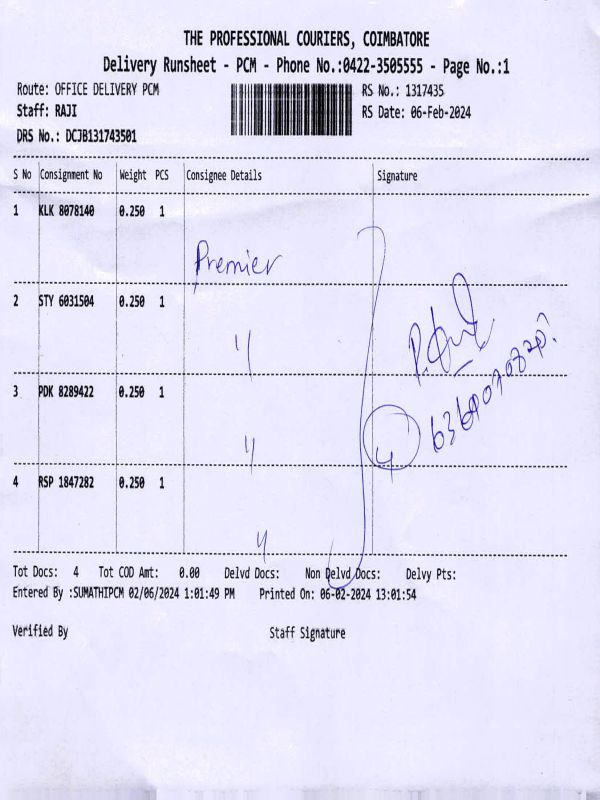 THE PROFESSIONAL COURIERS, COIMBATORE
Delivery Runsheet - PCM - Phone No.:0422-3505555 - Page No.:1
Route: OFFICE DELIVERY PCM
RS No.: 1317435
Staff: RAJI
RS Date: 06-Feb-2024
DRS No.: DCJB131743501
S No Consignment No Weight PCS Consignee Details Signature
1 KLK 8078140 0.250 1
Premier
2 STY 6031504 0.250 1
〃
3 PDK 8289422 0.250 1
〃
4
4 RSP 1847282 0.250 1
〃
Tot Docs: 4 Tot COD Amt: 0.00 Delvd Docs: Non Delvd Docs: Delvy Pts:
Entered By :SUMATHIPCM 02/06/2024 1:01:49 PM Printed On: 06-02-2024 13:01:54
Verified By Staff Signature